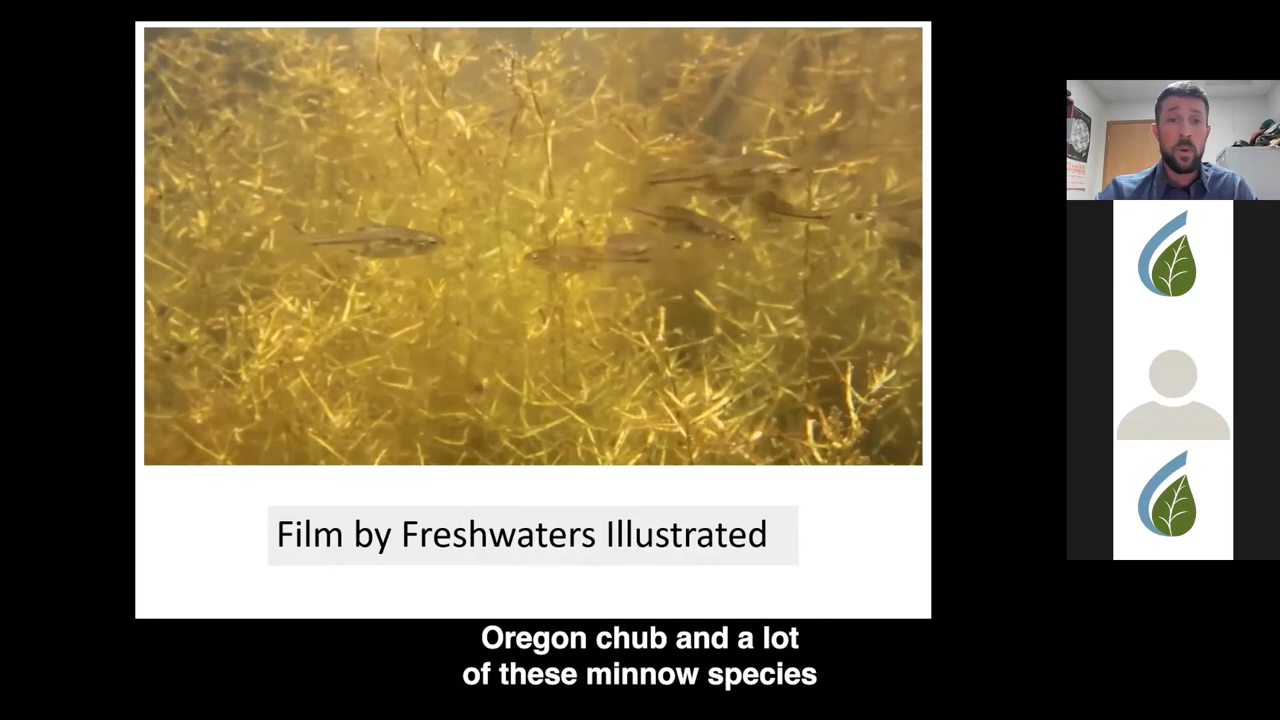 Film by Freshwaters Illustrated
Oregon chub and a lot
of these minnow species